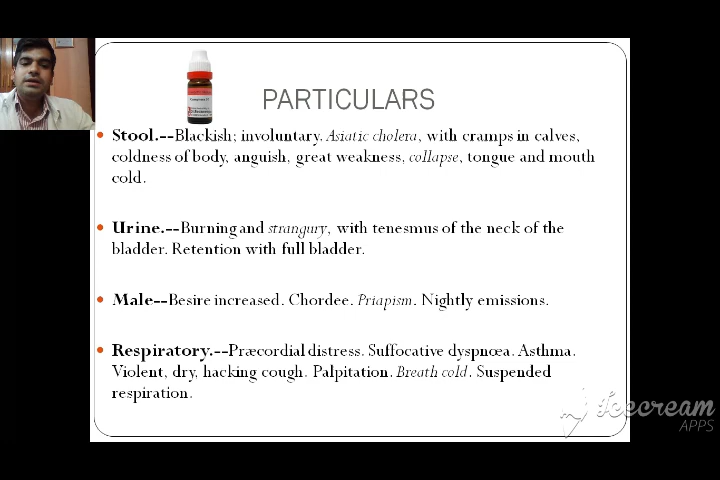 PARTICULARS
• Stool.--Blackish; involuntary. Asiatic cholera, with cramps in calves,
coldness of body, anguish, great weakness, collapse, tongue and mouth
cold.
• Urine.--Burning and strangury, with tenesmus of the neck of the
bladder. Retention with full bladder.
• Male--Besire increased. Chordee. Priapism. Nightly emissions.
• Respiratory.--Præcordial distress. Suffocative dyspnœa. Asthma.
Violent, dry, hacking cough. Palpitation. Breath cold. Suspended
respiration.
Icecream
APPS